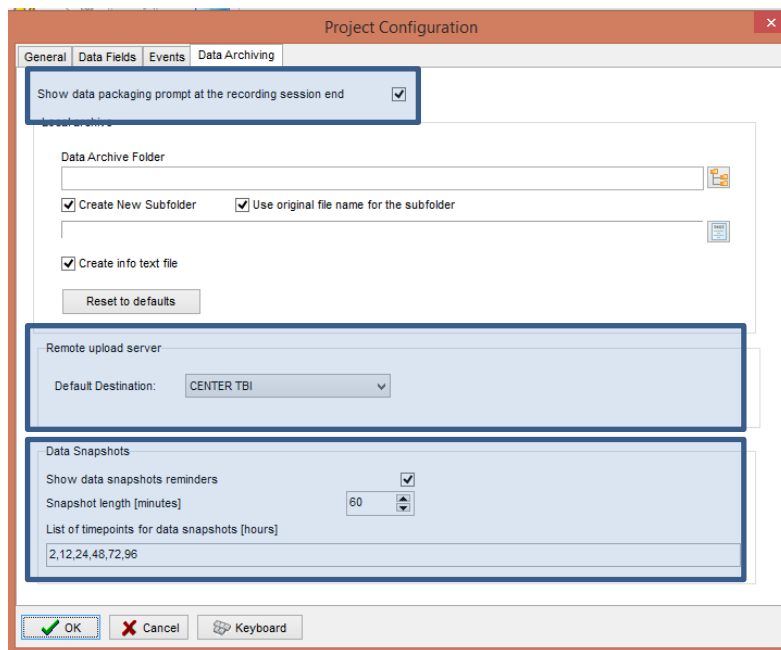 Project Configuration
General Data Fields Events Data Archiving
Show data packaging prompt at the recording session end
Local archive
Data Archive Folder
Create New Subfolder Use original file name for the subfolder
Create info text file
Reset to defaults
Remote upload server
Default Destination: CENTER TBI
Data Snapshots
Show data snapshots reminders
Snapshot length [minutes] 60
List of timepoints for data snapshots [hours]
2,12,24,48,72,96
OK Cancel Keyboard